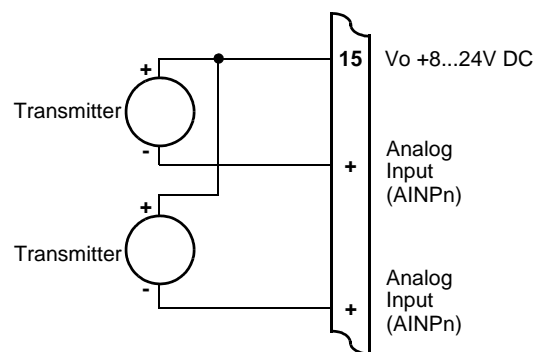 +
15 Vo +8...24V DC
Transmitter
-
+
Analog
Input
(AINPn)
+
Transmitter
-
+
Analog
Input
(AINPn)